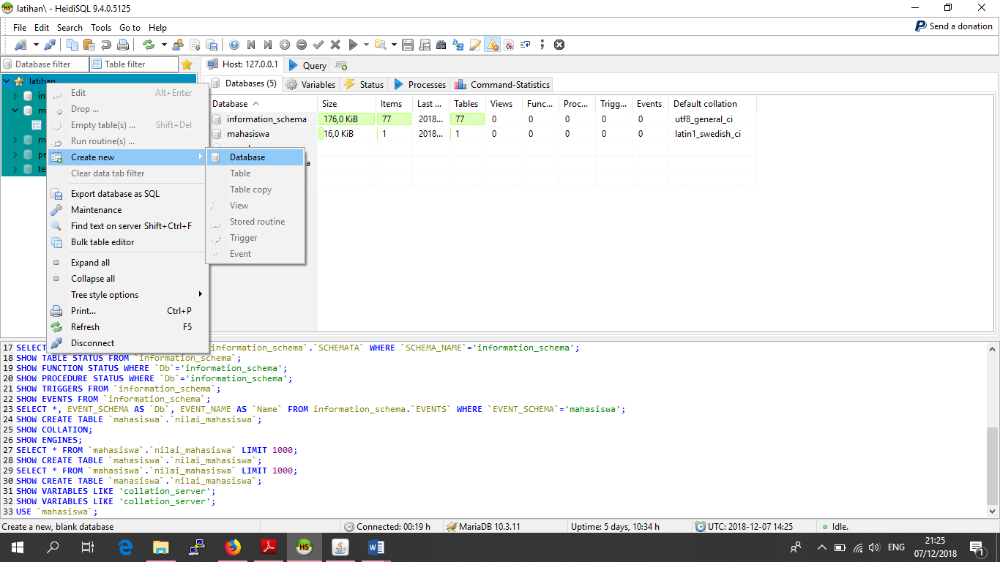 latihan\ - HeidiSQL 9.4.0.5125
File Edit Search Tools Go to Help
Send a donation
Database filter Table filter
Host: 127.0.0.1 Query
latihan
Databases (5) Variables Status Processes Command-Statistics
Database Size Items Last ... Tables Views Func... Proc... Trigg... Events Default collation
information_schema 176,0 KiB 77 2018... 77 0 0 0 0 0 utf8_general_ci
mahasiswa 16,0 KiB 1 2018... 1 0 0 0 0 0 latin1_swedish_ci
Edit Alt+Enter
Drop ...
Empty table(s) ... Shift+Del
Run routine(s) ...
Create new
Clear data tab filter
Export database as SQL
Maintenance
Find text on server Shift+Ctrl+F
Bulk table editor
Expand all
Collapse all
Tree style options
Print... Ctrl+P
Refresh F5
Disconnect
Database
Table
Table copy
View
Stored routine
Trigger
Event
17 SELECT information_schema`.`SCHEMATA` WHERE `SCHEMA_NAME`='information_schema';
18 SHOW TABLE STATUS FROM `information_schema`;
19 SHOW FUNCTION STATUS WHERE `Db`='information_schema';
20 SHOW PROCEDURE STATUS WHERE `Db`='information_schema';
21 SHOW TRIGGERS FROM `information_schema`;
22 SHOW EVENTS FROM `information_schema`;
23 SELECT *, EVENT_SCHEMA AS `Db`, EVENT_NAME AS `Name` FROM information_schema.`EVENTS` WHERE `EVENT_SCHEMA`='mahasiswa';
24 SHOW CREATE TABLE `mahasiswa`.`nilai_mahasiswa`;
25 SHOW COLLATION;
26 SHOW ENGINES;
27 SELECT * FROM `mahasiswa`.`nilai_mahasiswa` LIMIT 1000;
28 SHOW CREATE TABLE `mahasiswa`.`nilai_mahasiswa`;
29 SELECT * FROM `mahasiswa`.`nilai_mahasiswa` LIMIT 1000;
30 SHOW CREATE TABLE `mahasiswa`.`nilai_mahasiswa`;
31 SHOW VARIABLES LIKE 'collation_server';
32 SHOW VARIABLES LIKE 'collation_server';
33 USE `mahasiswa`;
Create a new, blank database Connected: 00:19 h MariaDB 10.3.11 Uptime: 5 days, 10:34 h UTC: 2018-12-07 14:25 Idle.
ENG
21:25
07/12/2018
1